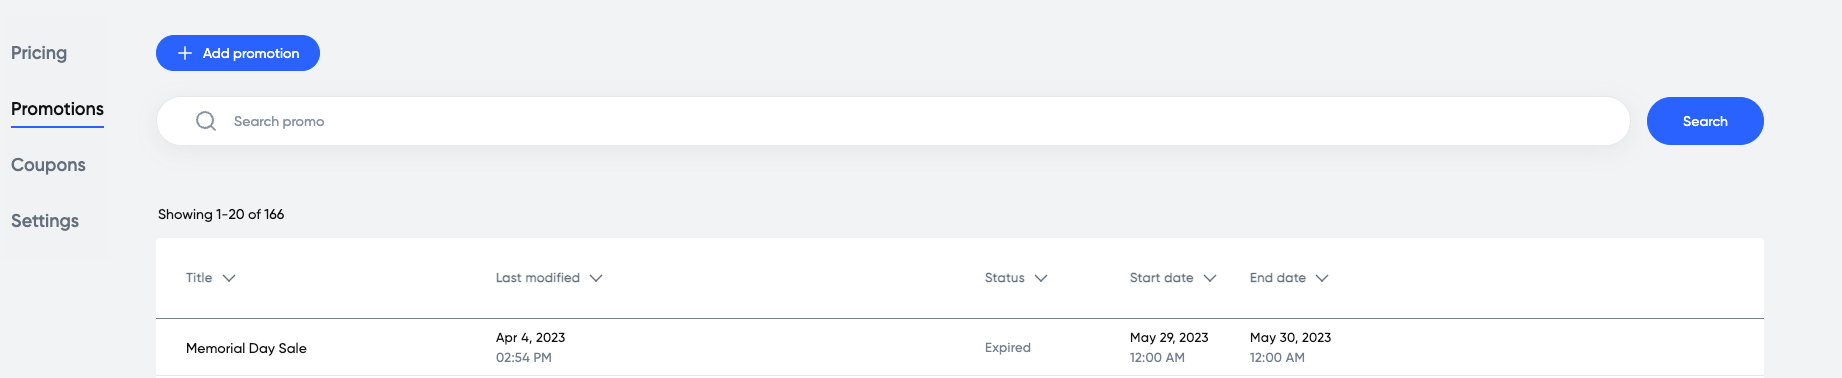 Pricing
Promotions
Coupons
Settings
Add promotion
Search promo
Search
Showing 1-20 of 166
Title Last modified Status Start date End date
Memorial Day Sale Apr 4, 2023 02:54 PM Expired May 29, 2023 12:00 AM May 30, 2023 12:00 AM